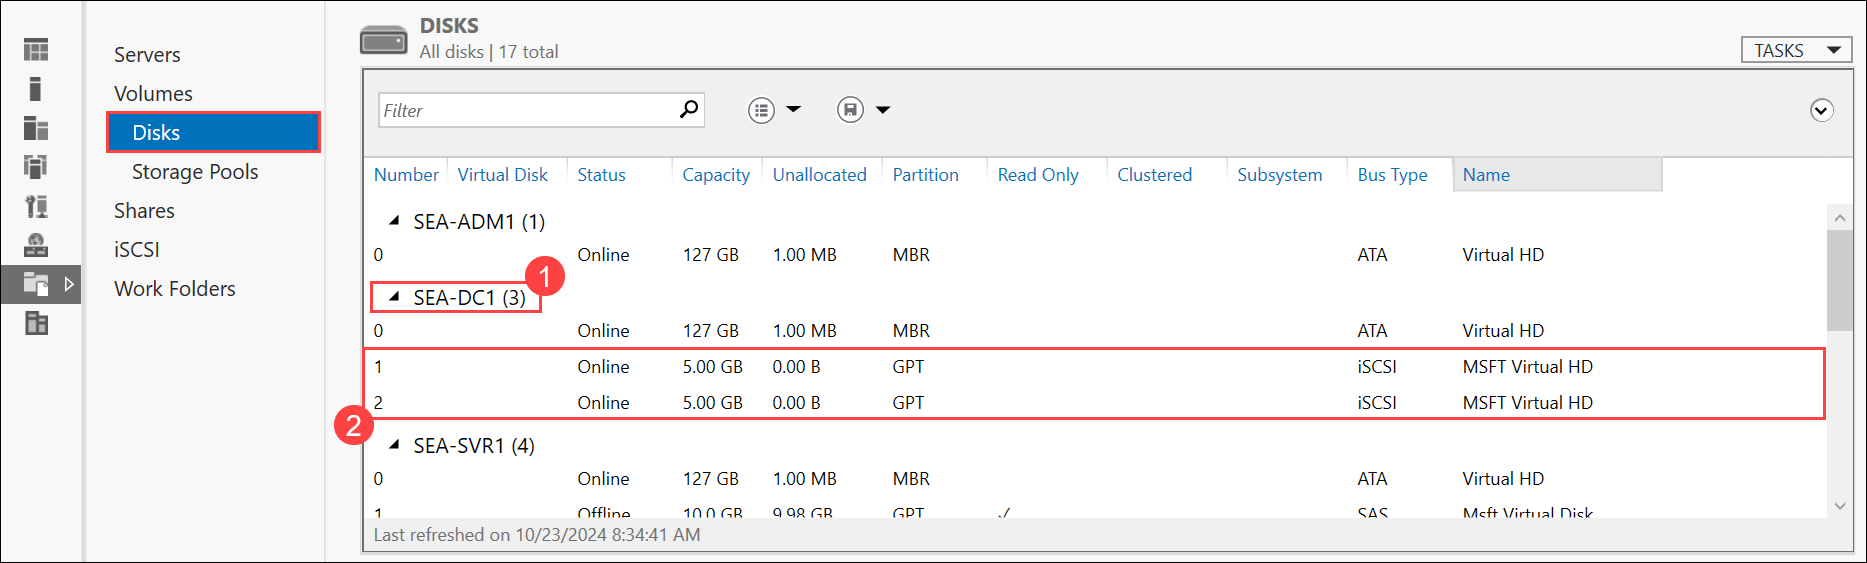 DISKS
All disks | 17 total
TASKS
Servers
Volumes
Disks
Storage Pools
Shares
iSCSI
Work Folders
Filter
Number Virtual Disk Status Capacity Unallocated Partition Read Only Clustered Subsystem Bus Type Name
SEA-ADM1 (1)
0 Online 127 GB 1.00 MB MBR ATA Virtual HD
1
SEA-DC1 (3)
0 Online 127 GB 1.00 MB MBR ATA Virtual HD
1 Online 5.00 GB 0.00 B GPT iSCSI MSFT Virtual HD
2 Online 5.00 GB 0.00 B GPT iSCSI MSFT Virtual HD
2
SEA-SVR1 (4)
0 Online 127 GB 1.00 MB MBR ATA Virtual HD
1 Offline 10.0 GB 9.98 GB GPT ✓ SAS Msft Virtual Disk
Last refreshed on 10/23/2024 8:34:41 AM